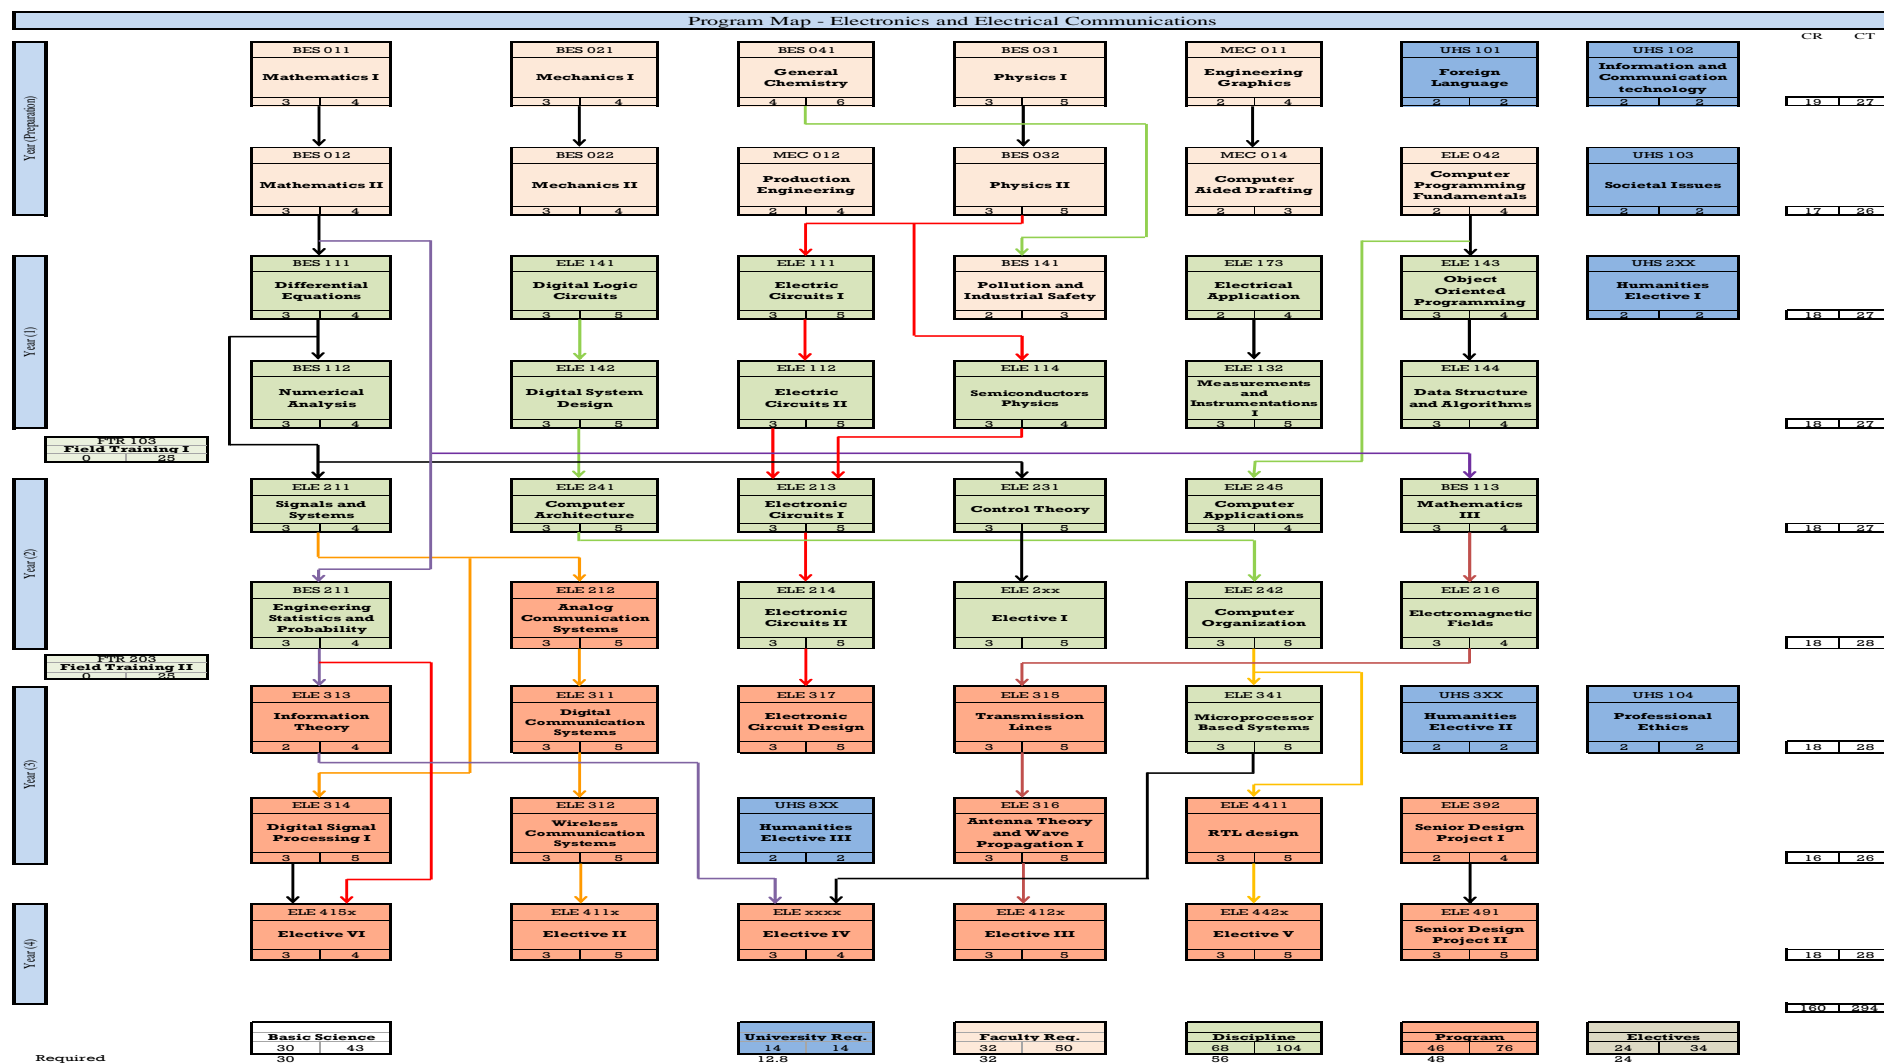 Program Map - Electronics and Electrical Communications
CR CT
Year (Preparation)
BES 011 BES 021 BES 041 BES 031 MEC 011 UHS 101 UHS 102
Mathematics I Mechanics I General Chemistry Physics I Engineering Graphics Foreign Language Information and Communication technology
3 4 3 4 4 6 3 5 2 4 2 2 2 2 19 27
BES 012 BES 022 MEC 012 BES 032 MEC 014 ELE 042 UHS 103
Mathematics II Mechanics II Production Engineering Physics II Computer Aided Drafting Computer Programming Fundamentals Societal Issues
3 4 3 4 2 4 3 5 2 3 2 4 2 2 17 26
Year (1)
BES 111 ELE 141 ELE 111 BES 141 ELE 173 ELE 143 UHS 2XX
Differential Equations Digital Logic Circuits Electric Circuits I Pollution and Industrial Safety Electrical Application Object Oriented Programming Humanities Elective I
3 4 3 5 3 5 2 3 2 4 3 4 2 2 18 27
BES 112 ELE 142 ELE 112 ELE 114 ELE 132 ELE 144
Numerical Analysis Digital System Design Electric Circuits II Semiconductors Physics Measurements and Instrumentations I Data Structure and Algorithms
3 4 3 5 3 5 3 4 3 5 3 4 18 27
FTR 103
Field Training I
0 25
Year (2)
ELE 211 ELE 241 ELE 213 ELE 231 ELE 245 BES 113
Signals and Systems Computer Architecture Electronic Circuits I Control Theory Computer Applications Mathematics III
3 4 3 5 3 5 3 5 3 4 3 4 18 27
BES 211 ELE 212 ELE 214 ELE 2xx ELE 242 ELE 216
Engineering Statistics and Probability Analog Communication Systems Electronic Circuits II Elective I Computer Organization Electromagnetic Fields
3 4 3 5 3 5 3 5 3 5 3 4 18 28
FTR 203
Field Training II
0 25
Year (3)
ELE 313 ELE 311 ELE 317 ELE 315 ELE 341 UHS 3XX UHS 104
Information Theory Digital Communication Systems Electronic Circuit Design Transmission Lines Microprocessor Based Systems Humanities Elective II Professional Ethics
2 4 3 5 3 5 3 5 3 5 2 2 2 2 18 28
ELE 314 ELE 312 UHS 8XX ELE 316 ELE 4411 ELE 392
Digital Signal Processing I Wireless Communication Systems Humanities Elective III Antenna Theory and Wave Propagation I RTL design Senior Design Project I
3 5 3 5 2 2 3 5 3 5 2 4 16 26
Year (4)
ELE 415x ELE 411x ELE xxxx ELE 412x ELE 442x ELE 491
Elective VI Elective II Elective IV Elective III Elective V Senior Design Project II
3 4 3 5 3 4 3 5 3 5 3 5 18 28
160 294
Basic Science University Req. Faculty Req. Discipline Program Electives
30 43 14 14 32 50 68 104 46 76 24 34
Required 30 12.8 32 56 48 24